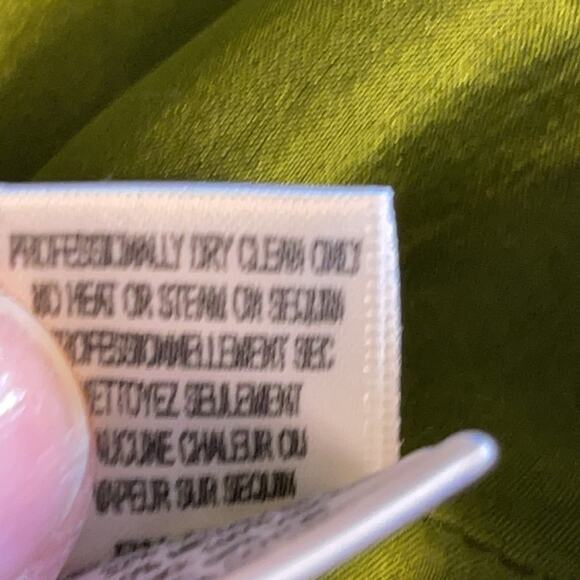 PROFESSIONALLY DRY CLEAN ONLY
NO HEAT OR STEAM ON SEQUIN
PROFESSIONNELLEMENT SEC
NETTOYEZ SEULEMENT
AUCUNE CHALEUR OU
VAPEUR SUR SEQUIN